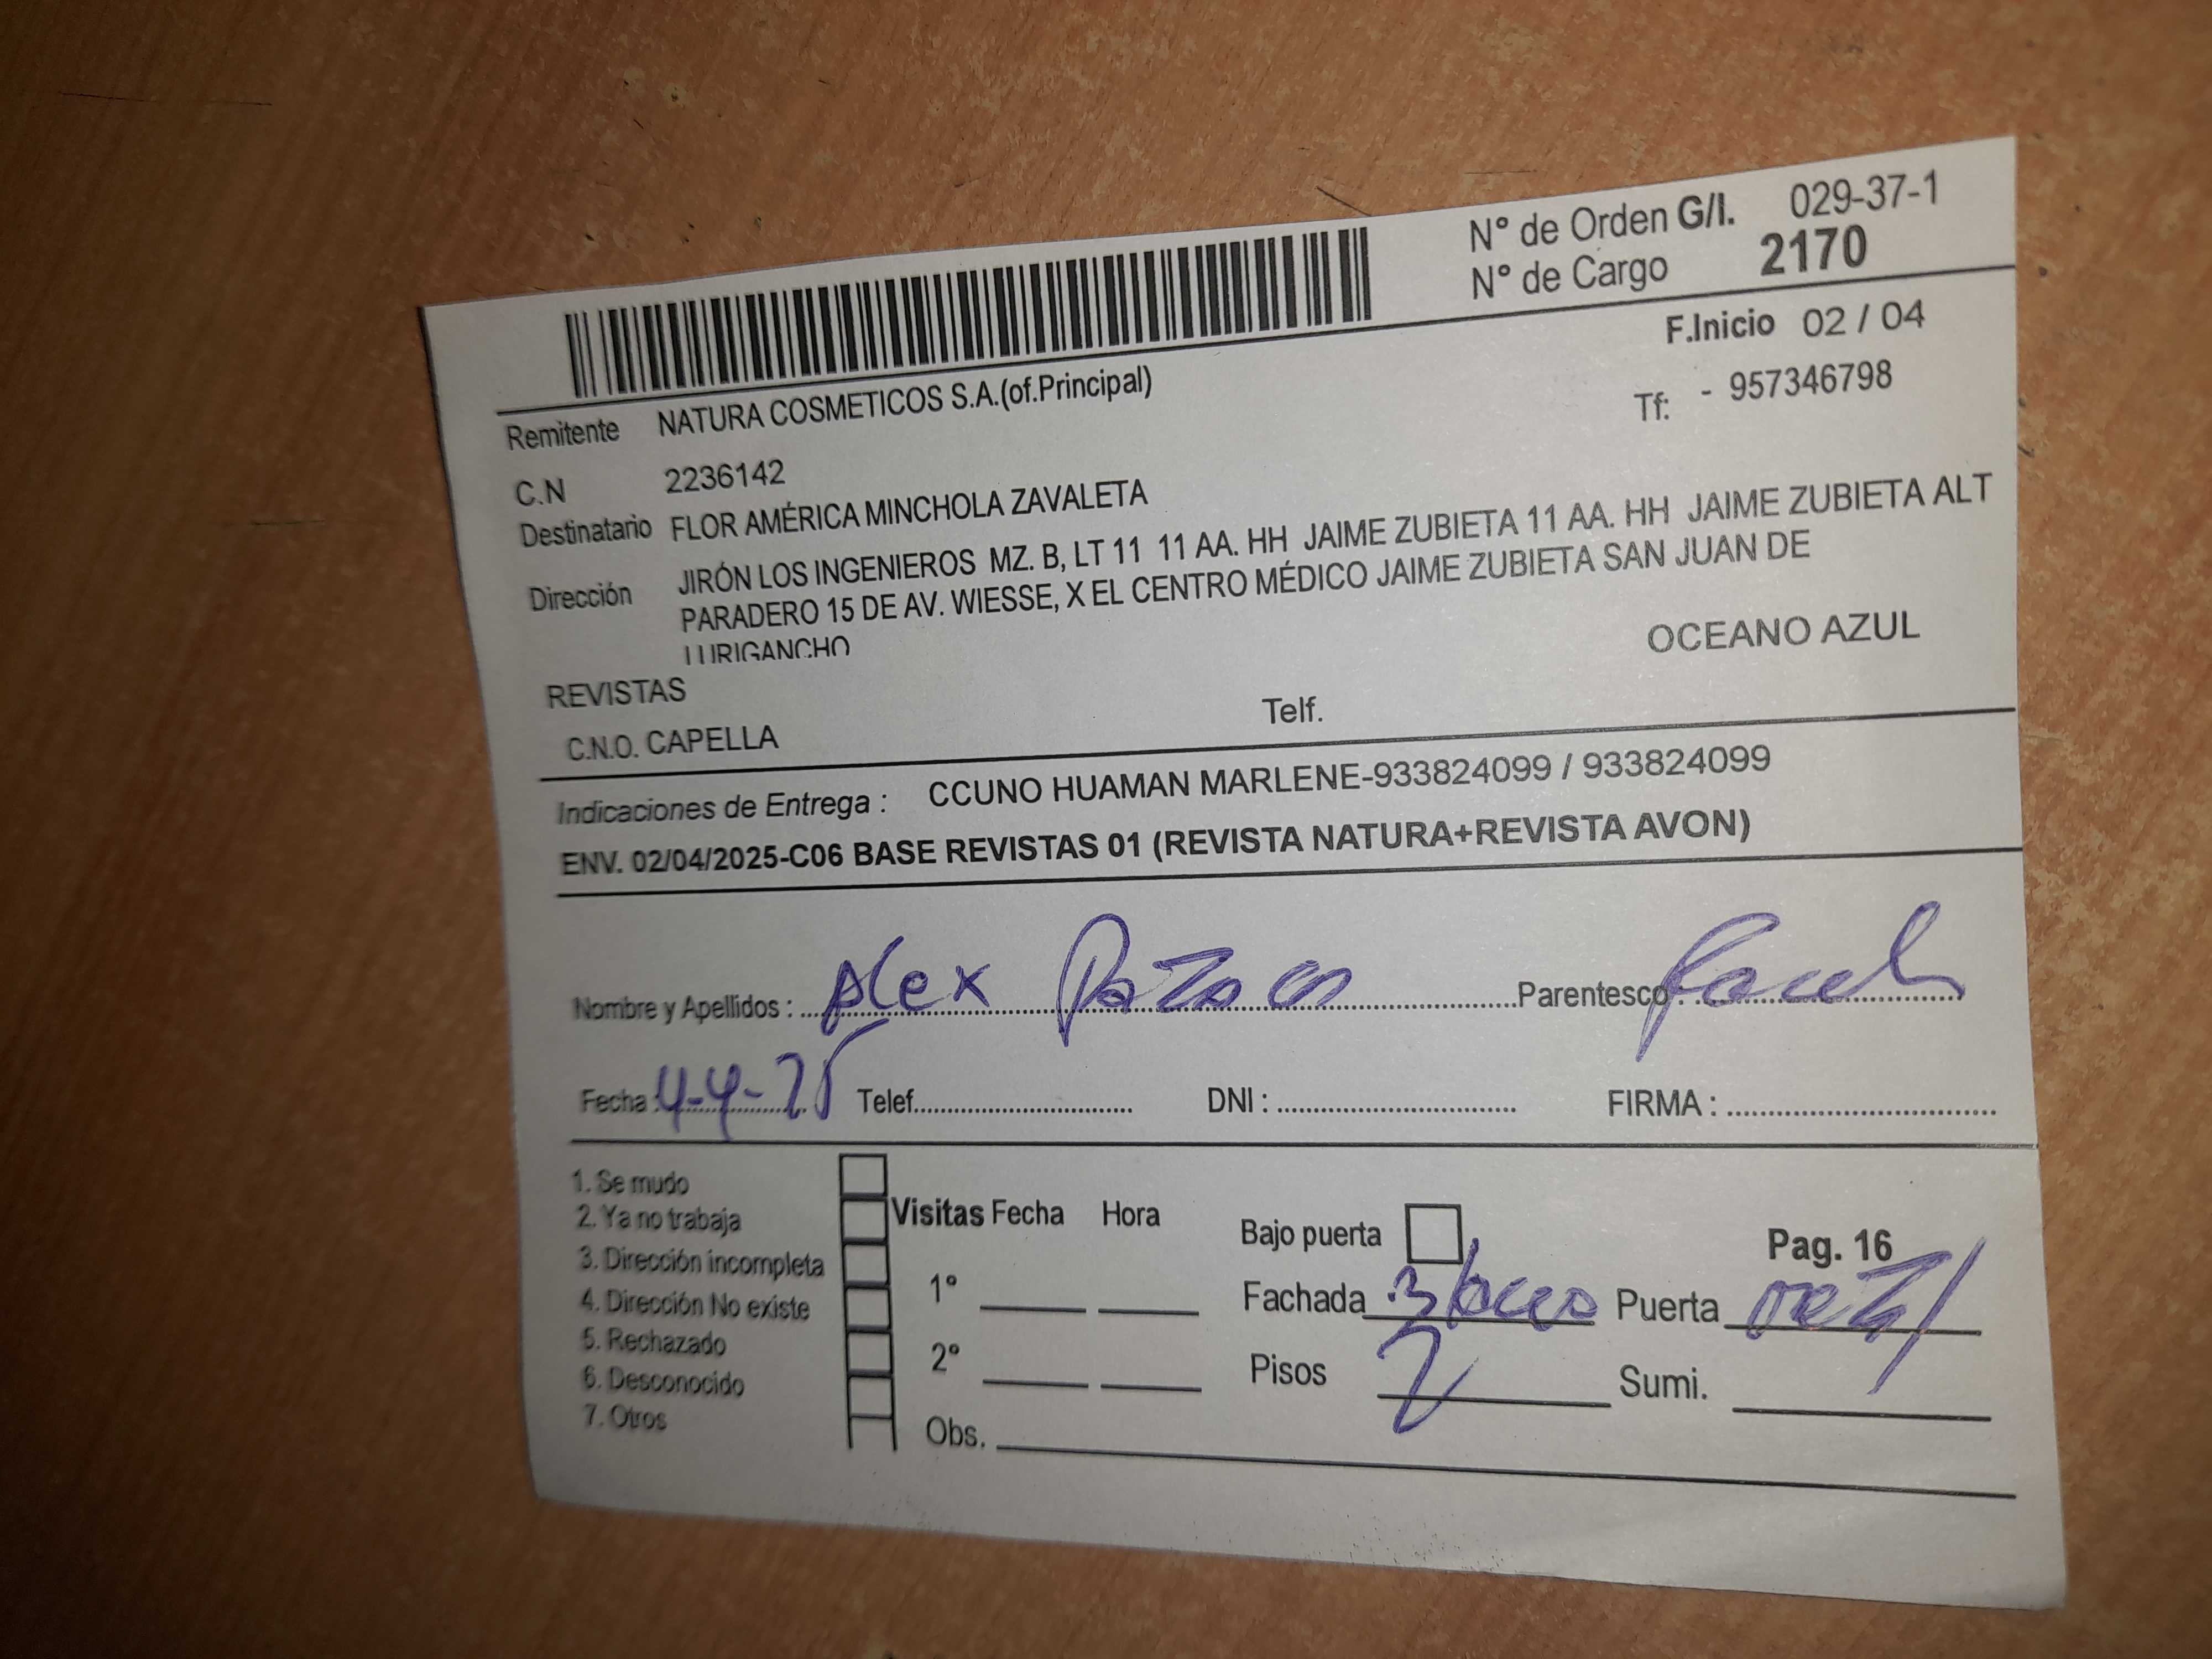 Nº de Orden G/I. 029-37-1
Nº de Cargo 2170
F.Inicio 02 / 04
Remitente NATURA COSMETICOS S.A.(of.Principal)
Tf: - 957346798
C.N 2236142
Destinatario FLOR AMÉRICA MINCHOLA ZAVALETA
Dirección JIRÓN LOS INGENIEROS MZ. B, LT 11 11 AA. HH JAIME ZUBIETA 11 AA. HH JAIME ZUBIETA ALT
PARADERO 15 DE AV. WIESSE, X EL CENTRO MÉDICO JAIME ZUBIETA SAN JUAN DE
LURIGANCHO
OCEANO AZUL
REVISTAS
C.N.O. CAPELLA Telf.
Indicaciones de Entrega : CCUNO HUAMAN MARLENE-933824099 / 933824099
ENV. 02/04/2025-C06 BASE REVISTAS 01 (REVISTA NATURA+REVISTA AVON)
Nombre y Apellidos : Alex Parentesco :
Fecha : 4-4-25 Telef. DNI : FIRMA :
1. Se mudo
2. Ya no trabaja
3. Dirección incompleta
4. Dirección No existe
5. Rechazado
6. Desconocido
7. Otros
Visitas Fecha Hora
1º
2º
Obs.
Bajo puerta
Pag. 16
Fachada Puerta
Pisos 2 Sumi.